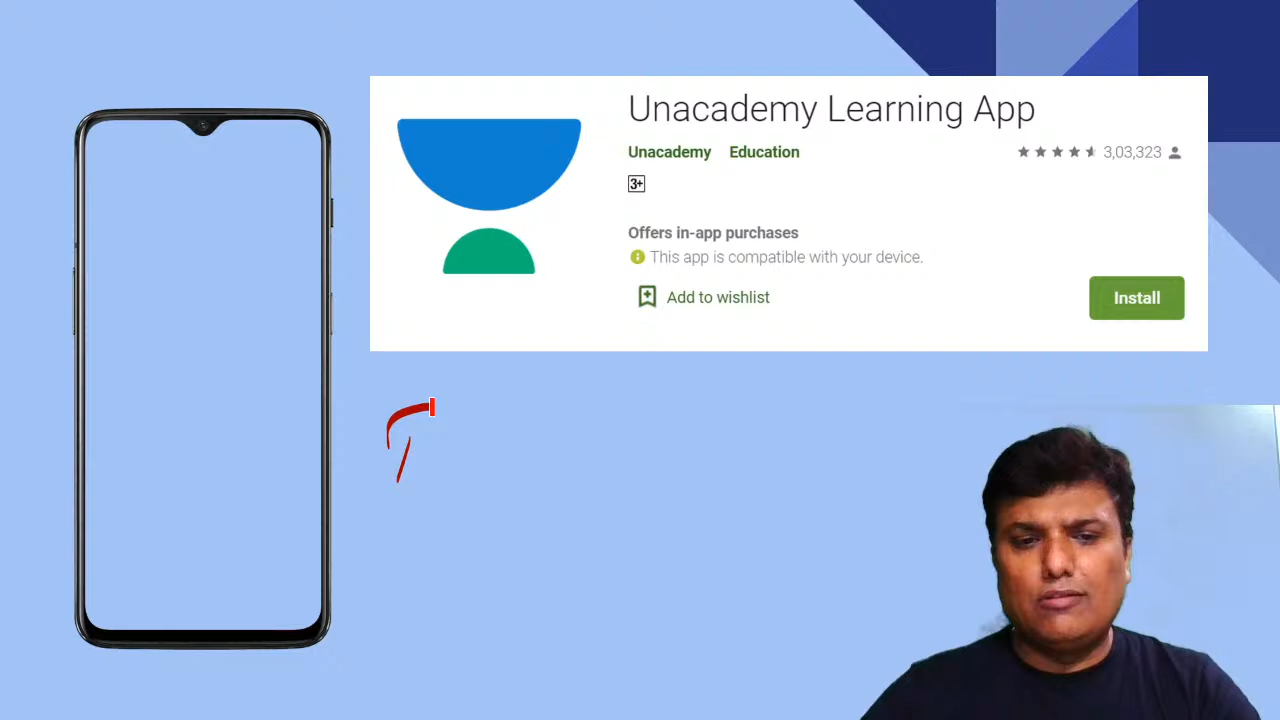 Unacademy Learning App
Unacademy Education
3,03,323
3+
Offers in-app purchases
This app is compatible with your device.
Add to wishlist
Install